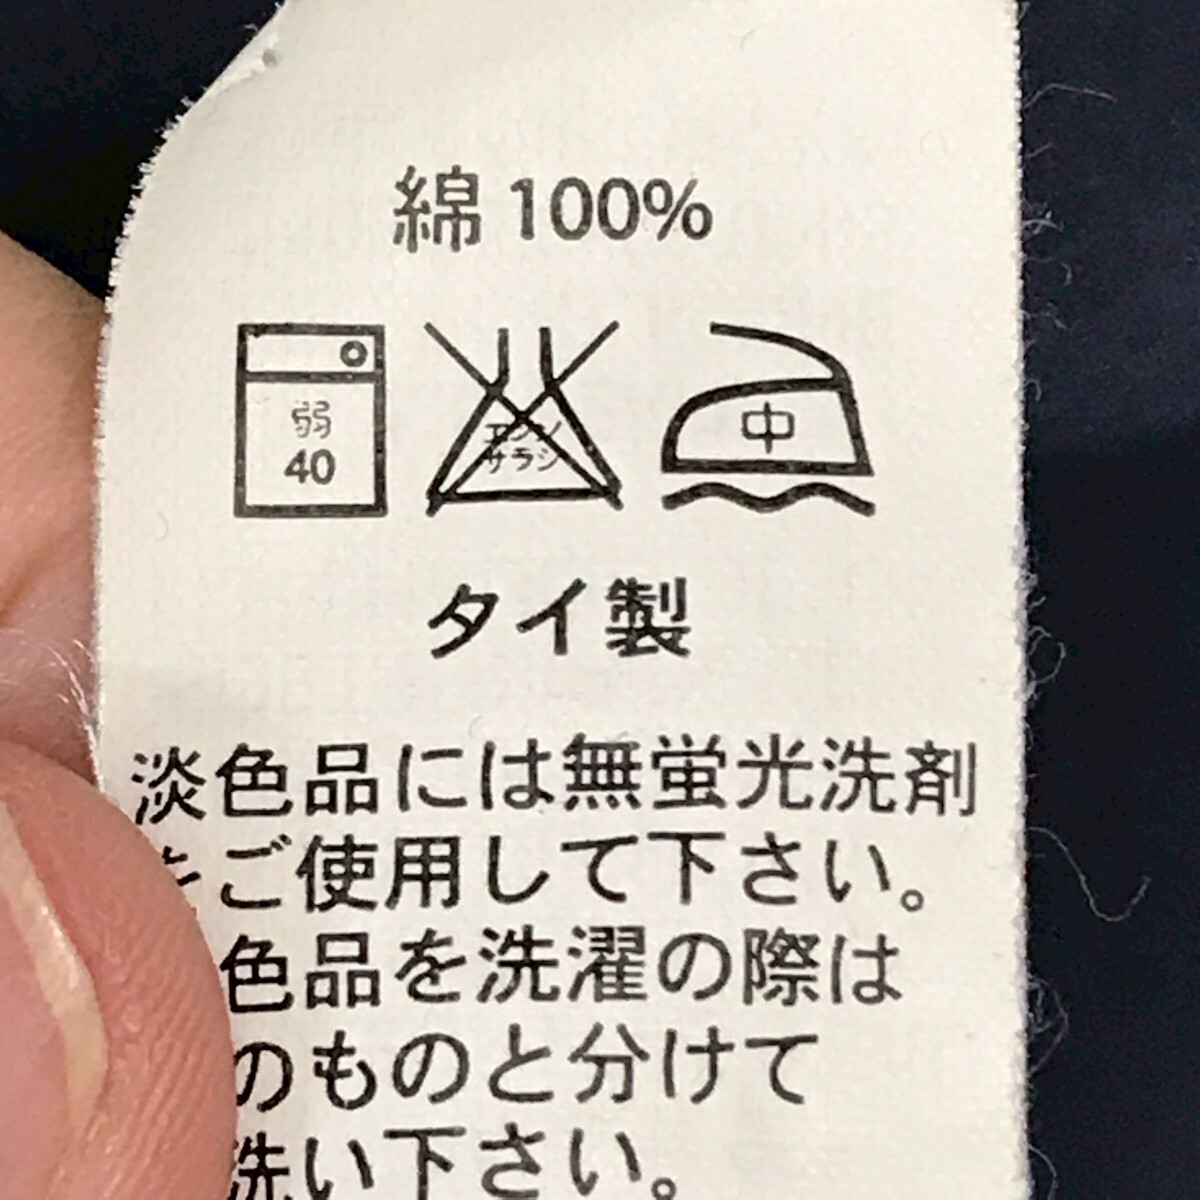 綿 100%
弱
40
エンソ
サラシ
中
タイ製
淡色品には無蛍光洗剤
をご使用して下さい。
色品を洗濯の際は
のものと分けて
洗い下さい。